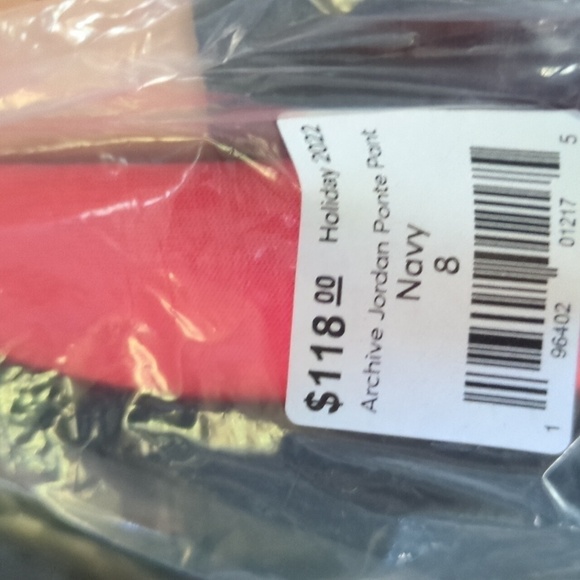 $118 00 Holiday 2022
Archive Jordan Ponte Pant
Navy
8
1 96402 01217 5